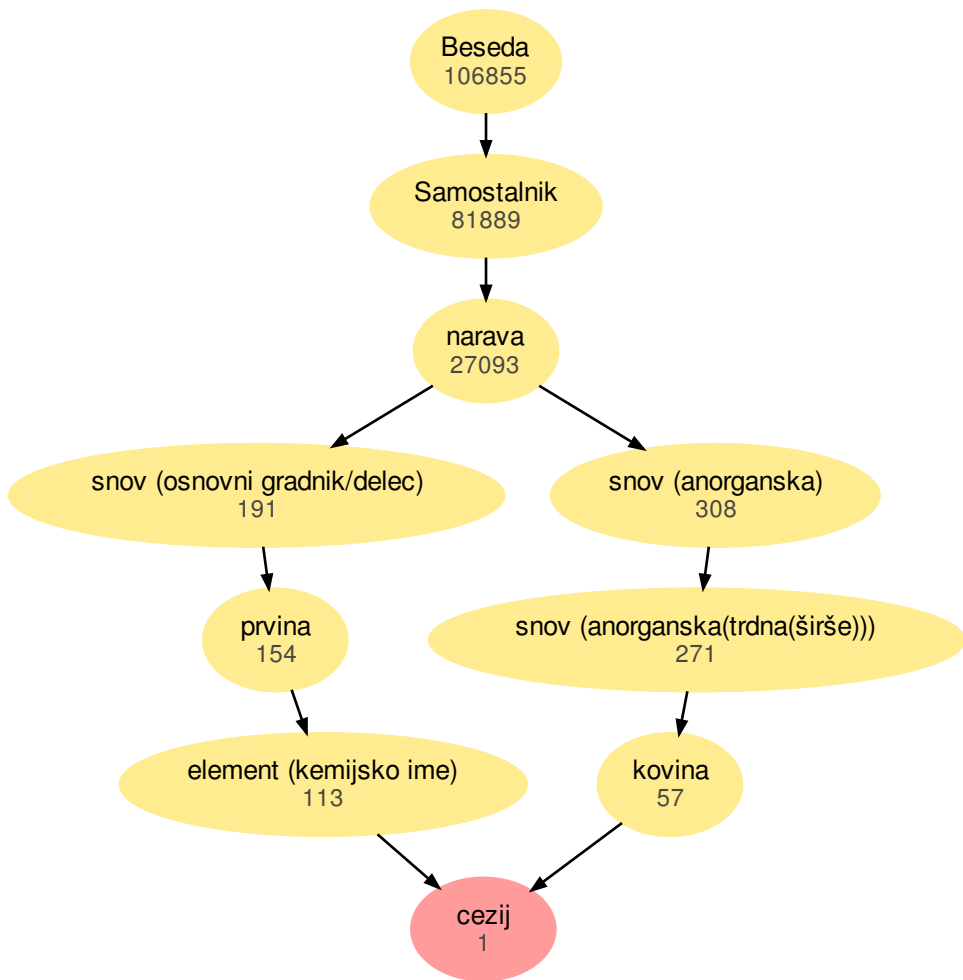 Beseda
106855
Samostalnik
81889
narava
27093
snov (osnovni gradnik/delec)
191
snov (anorganska)
308
prvina
154
snov (anorganska(trdna(širše)))
271
element (kemijsko ime)
113
kovina
57
cezij
1